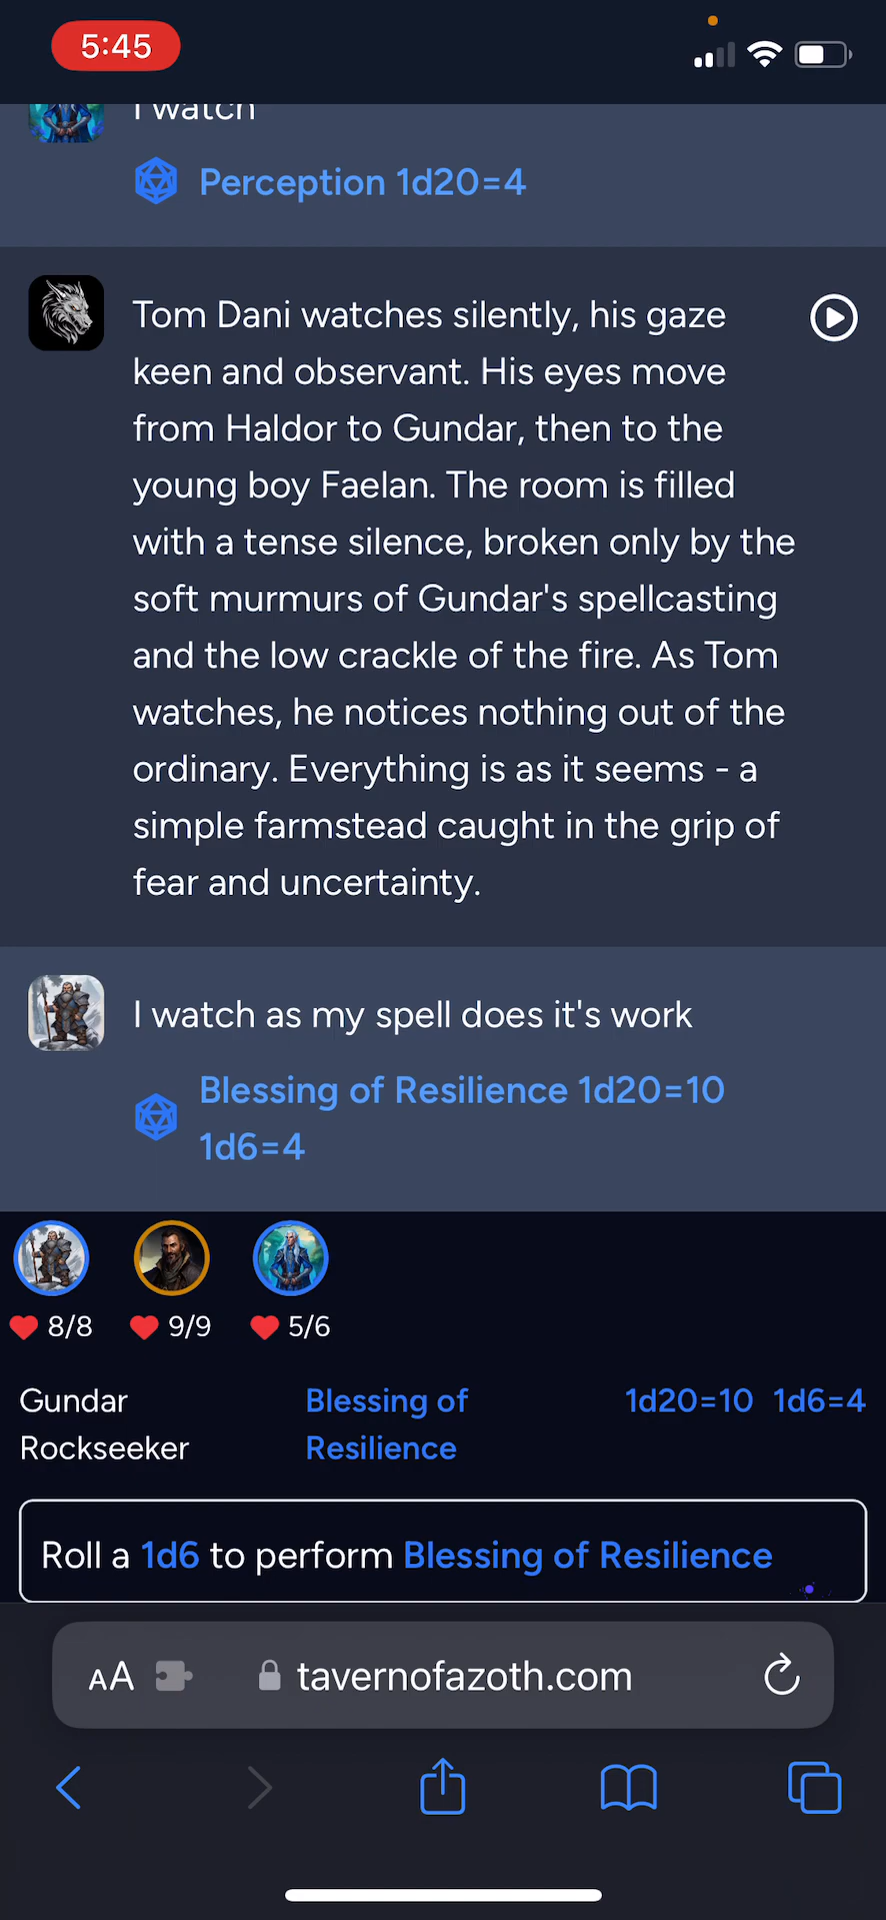 5:45
I watch
Perception 1d20=4
Tom Dani watches silently, his gaze
keen and observant. His eyes move
from Haldor to Gundar, then to the
young boy Faelan. The room is filled
with a tense silence, broken only by the
soft murmurs of Gundar's spellcasting
and the low crackle of the fire. As Tom
watches, he notices nothing out of the
ordinary. Everything is as it seems - a
simple farmstead caught in the grip of
fear and uncertainty.
I watch as my spell does it's work
Blessing of Resilience 1d20=10
1d6=4
8/8 9/9 5/6
Gundar Blessing of 1d20=10 1d6=4
Rockseeker Resilience
Roll a 1d6 to perform Blessing of Resilience
AA tavernofazoth.com